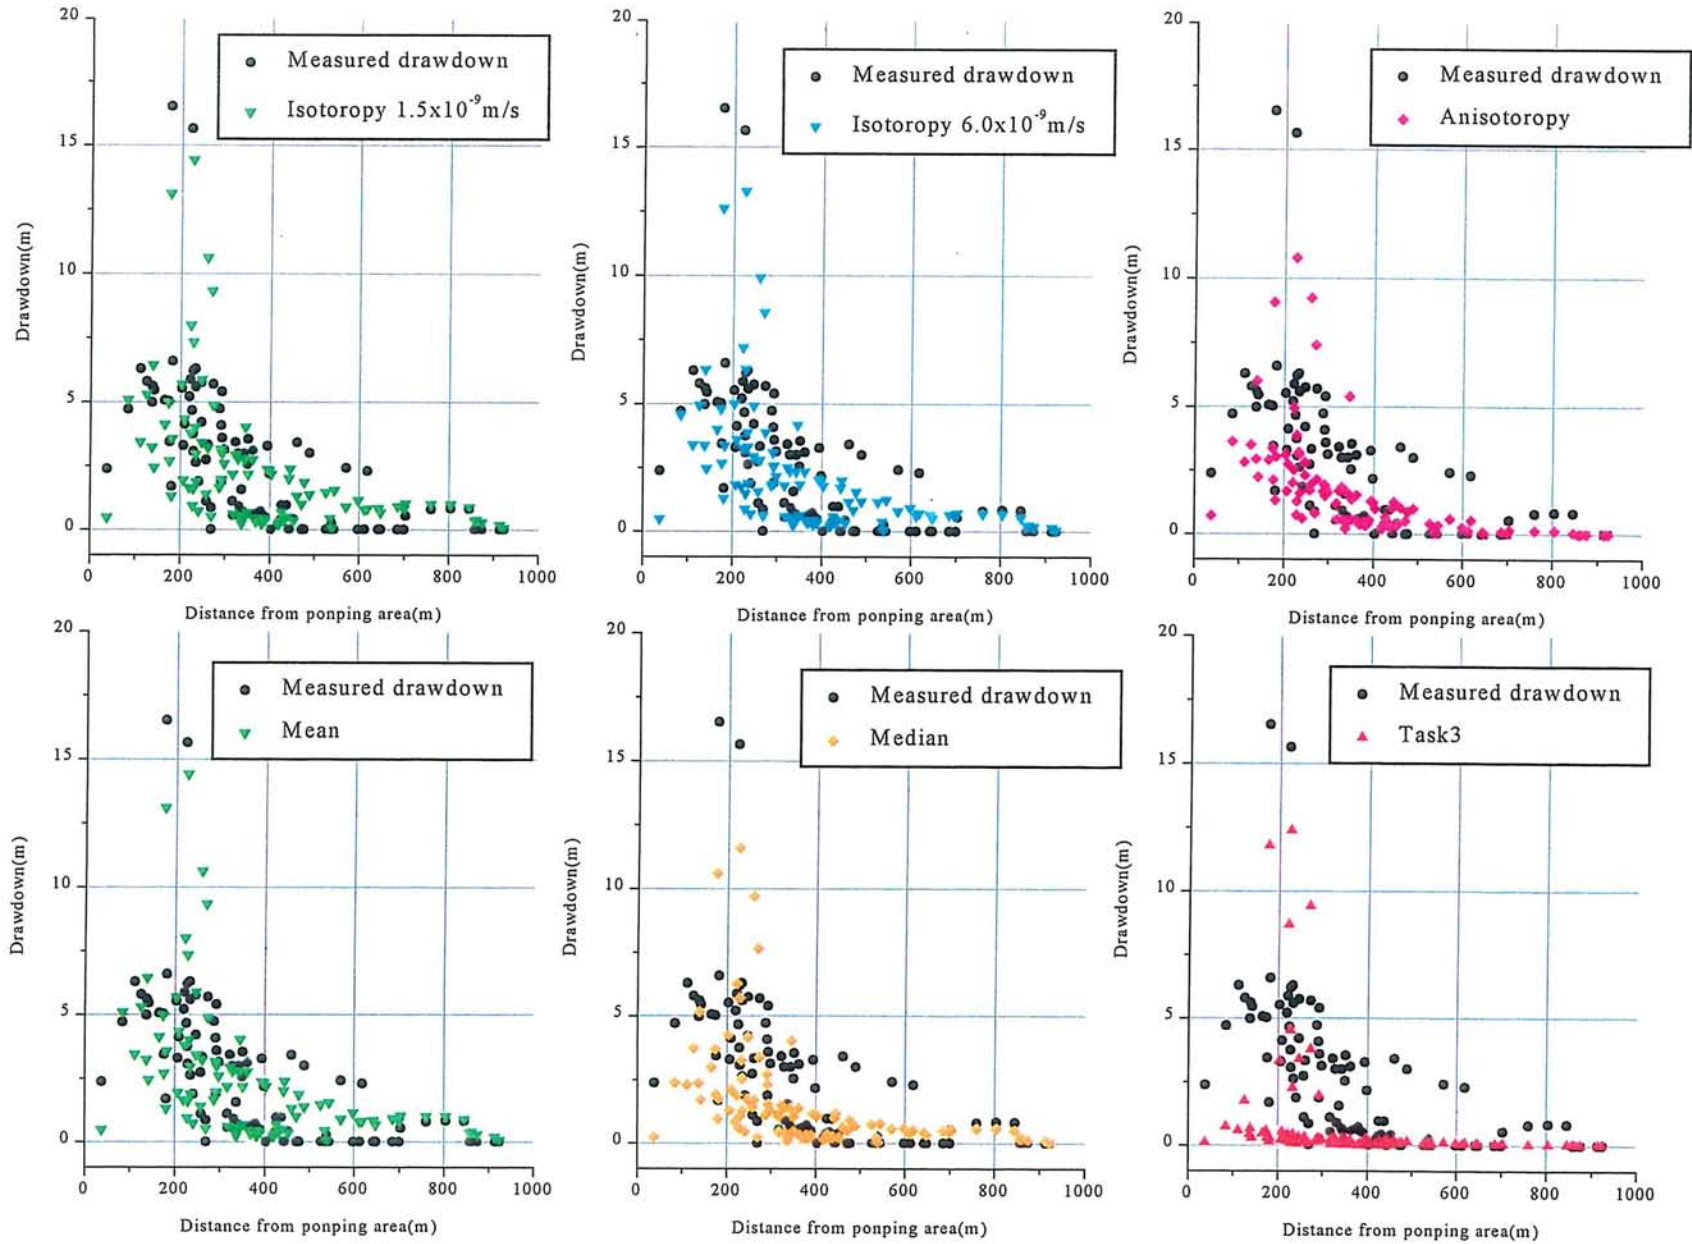 20
15
10
5
0
Drawdown(m)
Measured drawdown
Isotoropy 1.5x10⁻⁹m/s
0 200 400 600 800 1000
Distance from ponping area(m)
20
15
10
5
0
Drawdown(m)
Measured drawdown
Isotoropy 6.0x10⁻⁹m/s
0 200 400 600 800 1000
Distance from ponping area(m)
20
15
10
5
0
Drawdown(m)
Measured drawdown
Anisotoropy
0 200 400 600 800 1000
Distance from ponping area(m)
20
15
10
5
0
Drawdown(m)
Measured drawdown
Mean
0 200 400 600 800 1000
Distance from ponping area(m)
20
15
10
5
0
Drawdown(m)
Measured drawdown
Median
0 200 400 600 800 1000
Distance from ponping area(m)
20
15
10
5
0
Drawdown(m)
Measured drawdown
Task3
0 200 400 600 800 1000
Distance from ponping area(m)